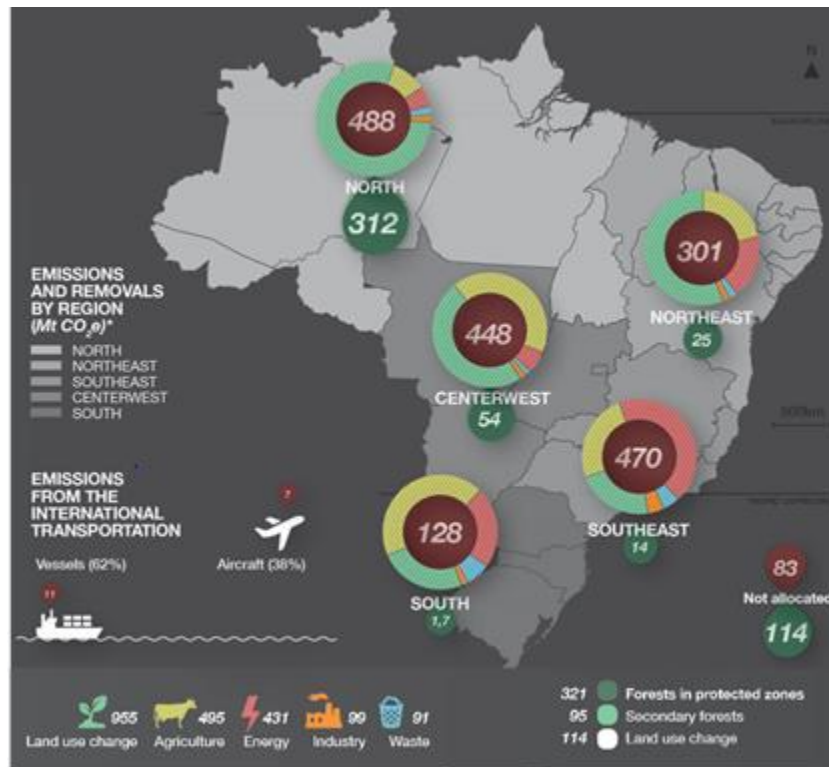 N
488
NORTH
312
301
NORTHEAST
25
EMISSIONS
AND REMOVALS
BY REGION
(Mt CO₂e)*
NORTH
NORTHEAST
SOUTHEAST
CENTERWEST
SOUTH
448
CENTERWEST
54
500km
470
SOUTHEAST
14
EMISSIONS
FROM THE
INTERNATIONAL
TRANSPORTATION
7
Vessels (62%)
Aircraft (38%)
11
128
SOUTH
1,7
83
Not allocated
114
955
Land use change
495
Agriculture
431
Energy
99
Industry
91
Waste
321 Forests in protected zones
95 Secondary forests
114 Land use change